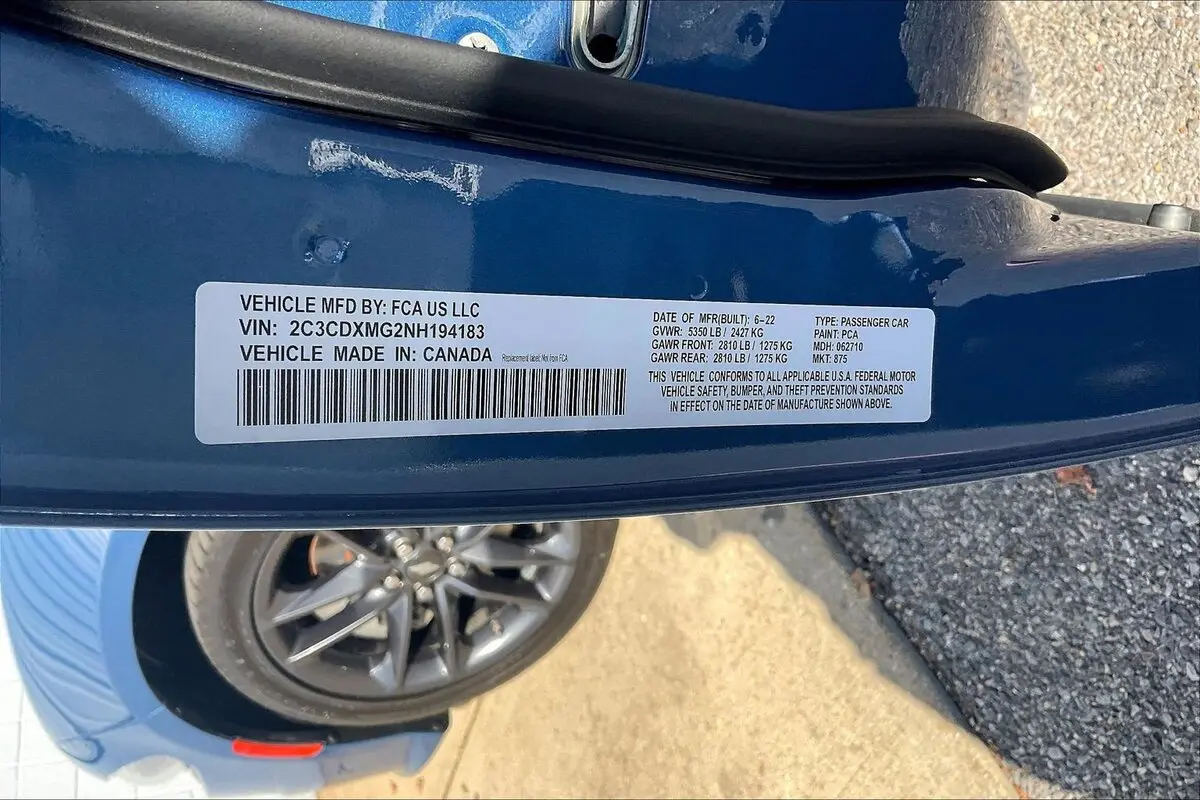 VEHICLE MFD BY: FCA US LLC
VIN: 2C3CDXMG2NH194183
VEHICLE MADE IN: CANADA
Replacement label: Not from FCA
DATE OF MFR(BUILT): 6-22
GVWR: 5350 LB / 2427 KG
GAWR FRONT: 2810 LB / 1275 KG
GAWR REAR: 2810 LB / 1275 KG
TYPE: PASSENGER CAR
PAINT: PCA
MDH: 062710
MKT: 875
THIS VEHICLE CONFORMS TO ALL APPLICABLE U.S.A. FEDERAL MOTOR
VEHICLE SAFETY, BUMPER, AND THEFT PREVENTION STANDARDS
IN EFFECT ON THE DATE OF MANUFACTURE SHOWN ABOVE.